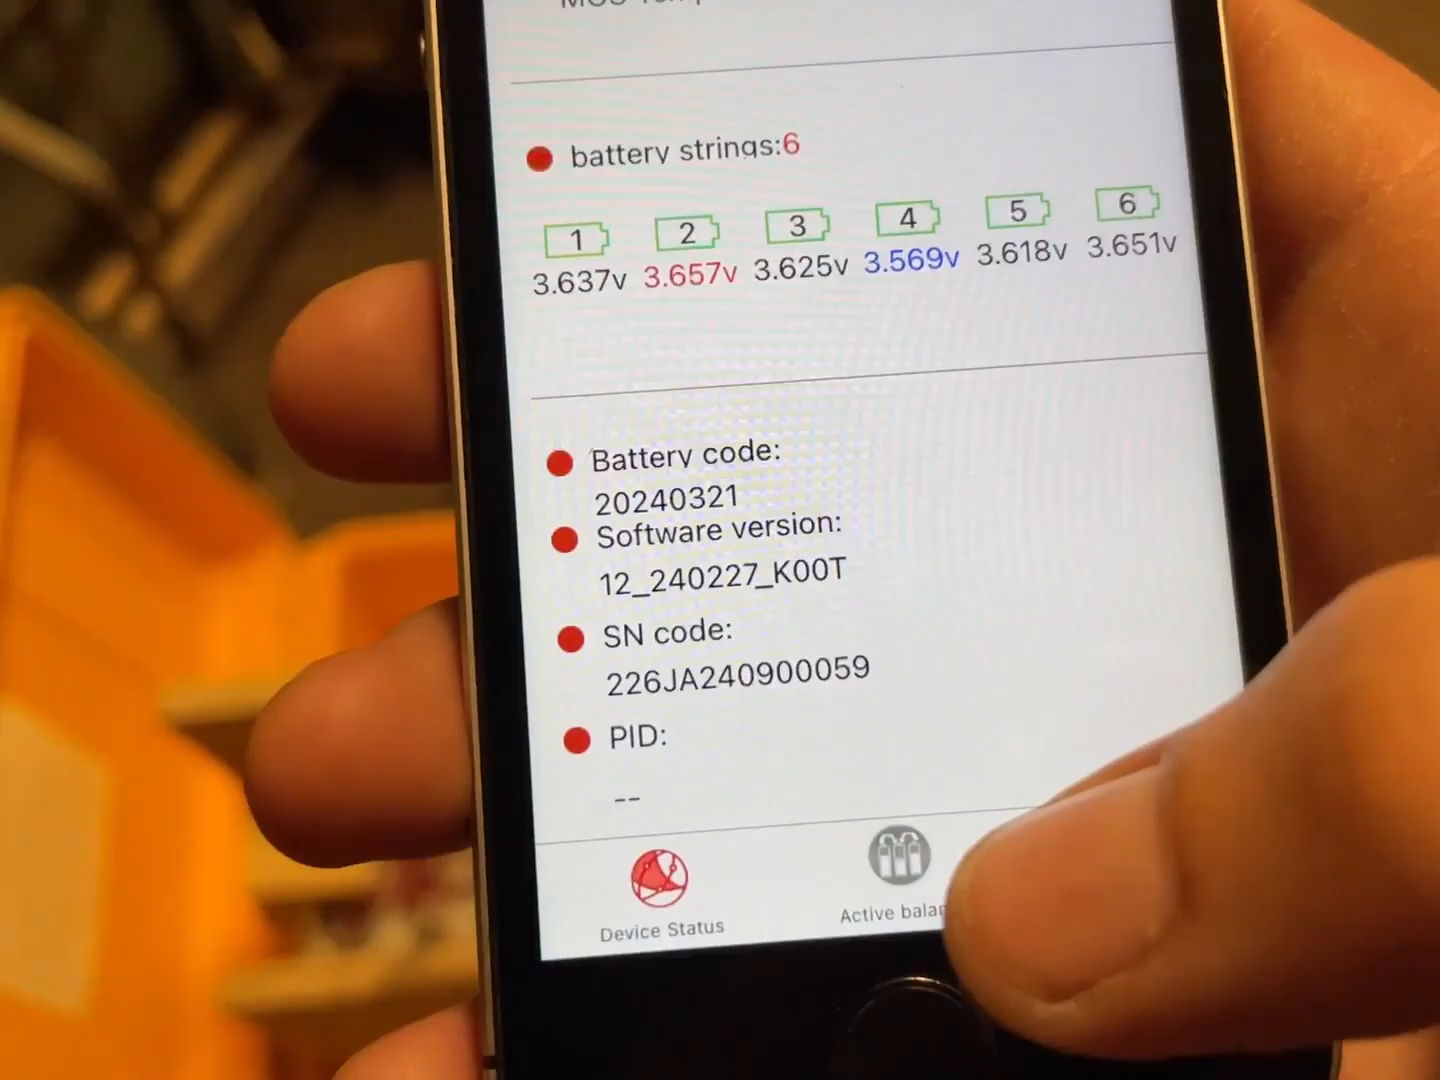 battery strings:6
1 2 3 4 5 6
3.637v 3.657v 3.625v 3.569v 3.618v 3.651v
Battery code:
20240321
Software version:
12_240227_K00T
SN code:
226JA240900059
PID:
--
Device Status
Active